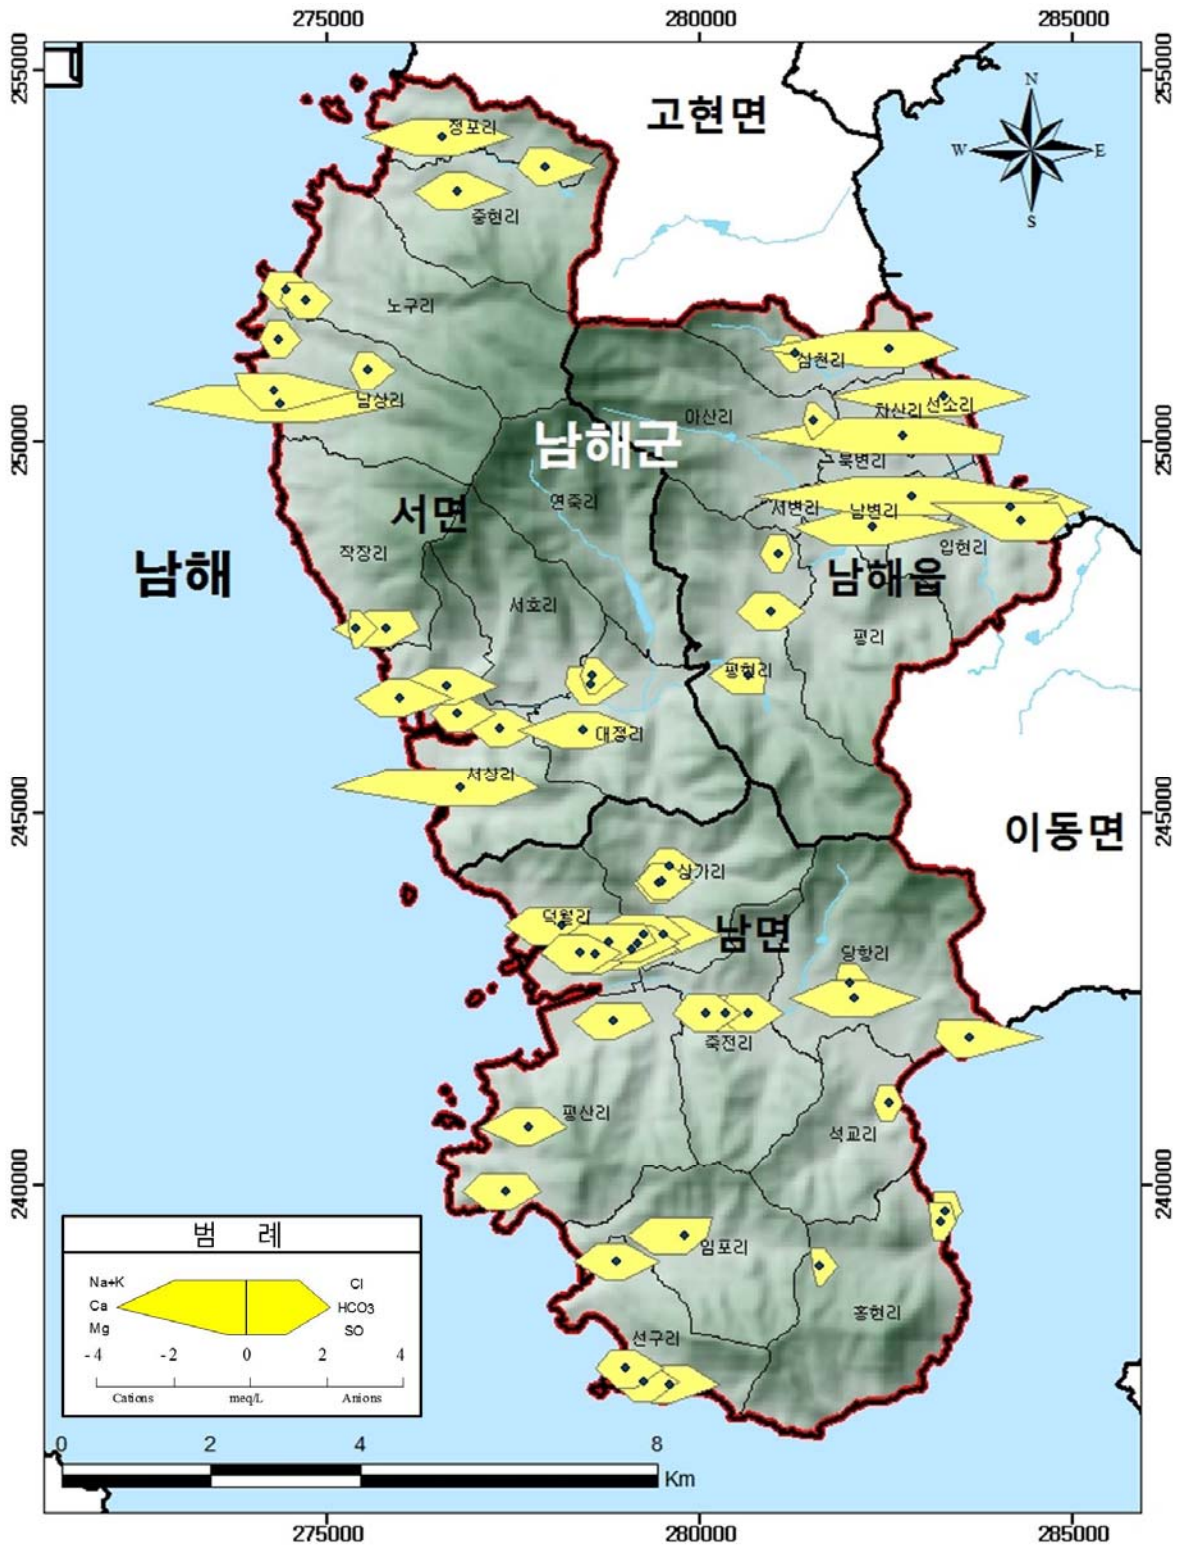 275000
280000
285000
255000
255000
N
W
E
S
고현면
정포리
중현리
노구리
남상리
심천리
아산리
차산리
선소리
북변리
250000
250000
남해군
연죽리
서변리
남변리
입현리
서면
작장리
남해
남해읍
서호리
평리
평현리
대정리
서상리
245000
245000
이동면
상가리
덕월리
남면
당항리
죽전리
평산리
석교리
240000
240000
임포리
홍현리
선구리
범 례
Na+K
Cl
Ca
HCO3
Mg
SO
-4
-2
0
2
4
Cations
meq/L
Anions
0
2
4
8
Km
275000
280000
285000